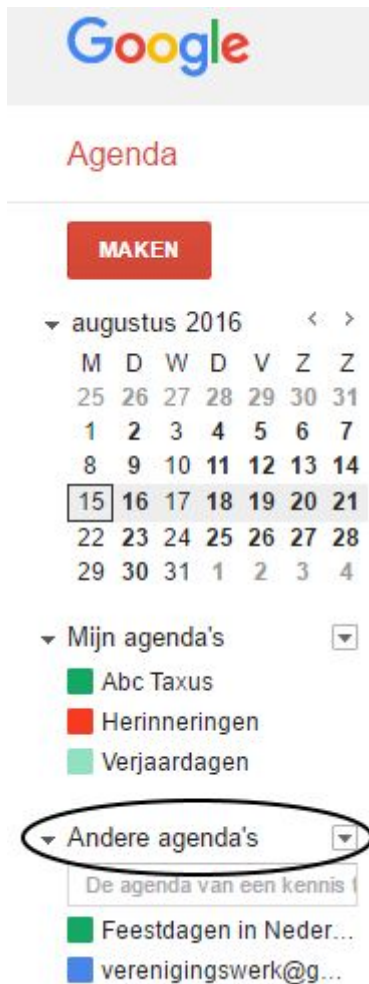 Google
Agenda
MAKEN
augustus 2016 < >
M D W D V Z Z
25 26 27 28 29 30 31
1 2 3 4 5 6 7
8 9 10 11 12 13 14
15 16 17 18 19 20 21
22 23 24 25 26 27 28
29 30 31 1 2 3 4
Mijn agenda's
Abc Taxus
Herinneringen
Verjaardagen
Andere agenda's
De agenda van een kennis
Feestdagen in Neder...
verenigingswerk@g...